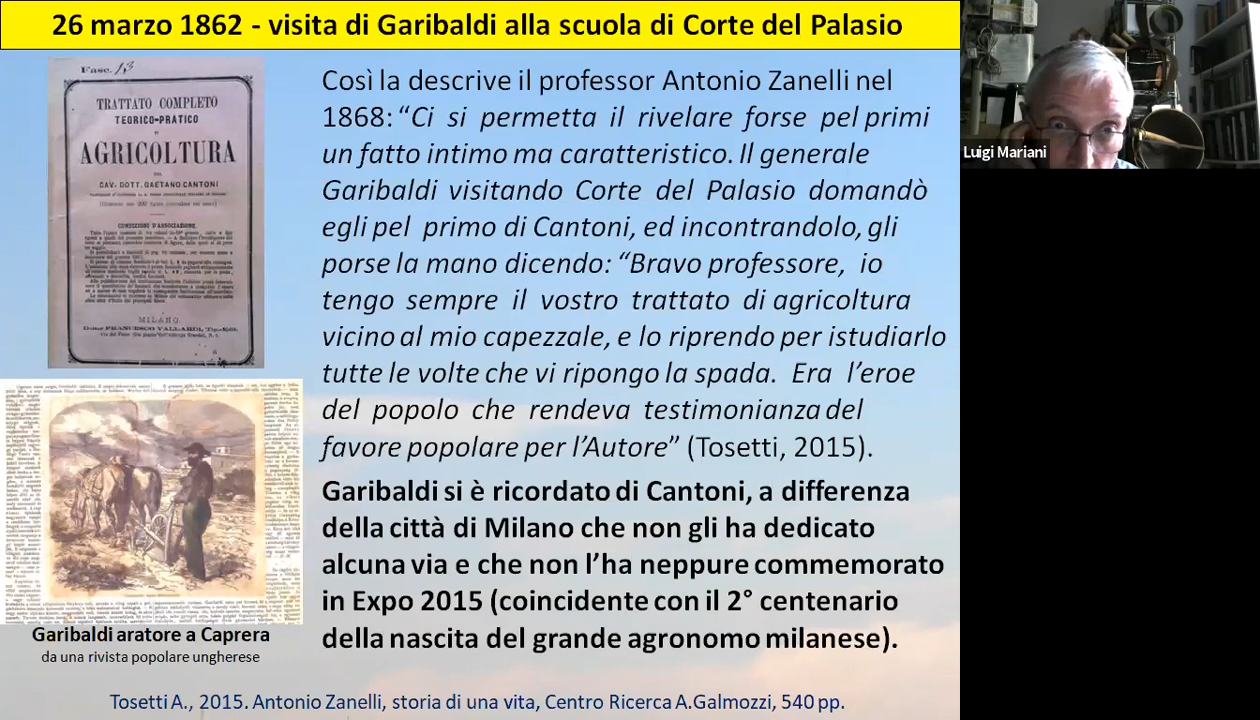 26 marzo 1862 - visita di Garibaldi alla scuola di Corte del Palasio
Fasc. 13
TRATTATO COMPLETO
TEORICO-PRATICO
DI
AGRICOLTURA
DEL
CAV. DOTT. GAETANO CANTONI
CONDIZIONI D'ASSOCIAZIONE.
MILANO
Così la descrive il professor Antonio Zanelli nel
1868: “Ci si permetta il rivelare forse pel primi
un fatto intimo ma caratteristico. Il generale
Garibaldi visitando Corte del Palasio domandò
egli pel primo di Cantoni, ed incontrandolo, gli
porse la mano dicendo: “Bravo professore, io
tengo sempre il vostro trattato di agricoltura
vicino al mio capezzale, e lo riprendo per istudiarlo
tutte le volte che vi ripongo la spada. Era l’eroe
del popolo che rendeva testimonianza del
favore popolare per l’Autore” (Tosetti, 2015).
Garibaldi si è ricordato di Cantoni, a differenza
della città di Milano che non gli ha dedicato
alcuna via e che non l’ha neppure commemorato
in Expo 2015 (coincidente con il 2° centenario
della nascita del grande agronomo milanese).
Garibaldi aratore a Caprera
da una rivista popolare ungherese
Tosetti A., 2015. Antonio Zanelli, storia di una vita, Centro Ricerca A.Galmozzi, 540 pp.
Luigi Mariani